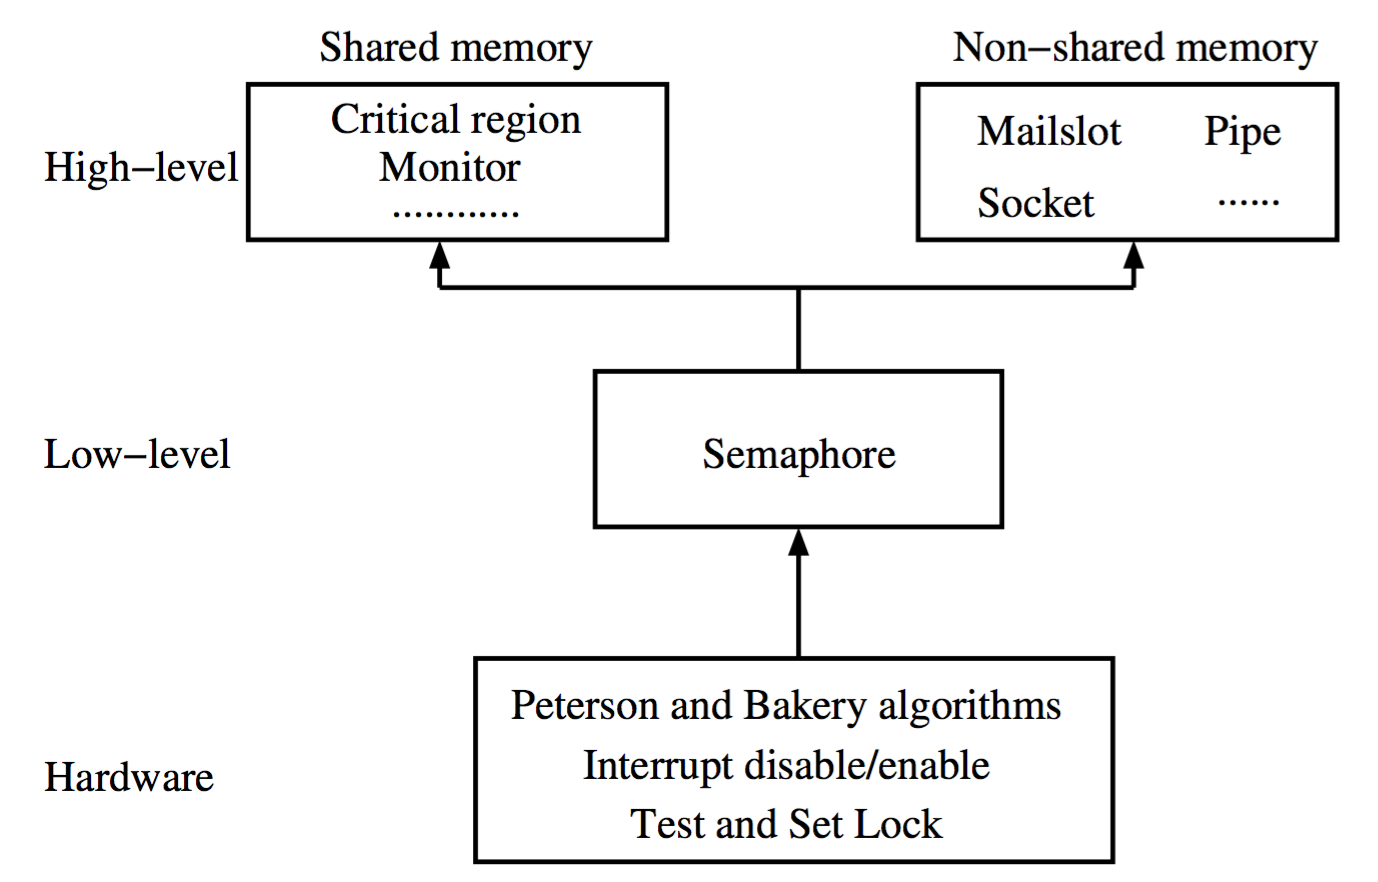 Shared memory
Non−shared memory
High−level
Critical region
Monitor
............
Mailslot Pipe
Socket ......
Low−level
Semaphore
Hardware
Peterson and Bakery algorithms
Interrupt disable/enable
Test and Set Lock